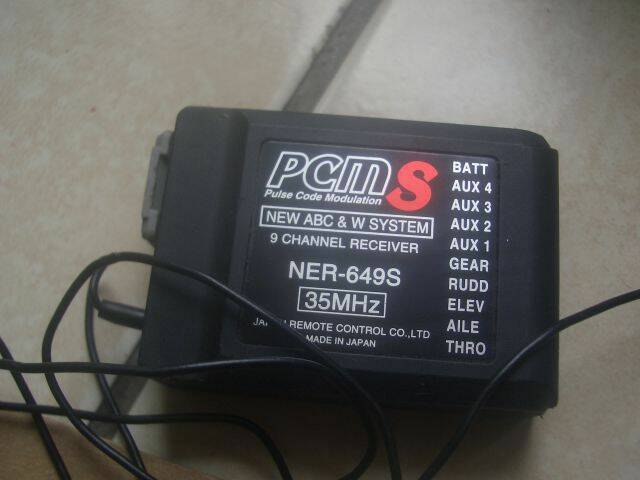 PCM S
Pulse Code Modulation
NEW ABC & W SYSTEM
9 CHANNEL RECEIVER
NER-649S
35MHz
REMOTE CONTROL CO.,LTD
MADE IN JAPAN
BATT
AUX 4
AUX 3
AUX 2
AUX 1
GEAR
RUDD
ELEV
AILE
THRO